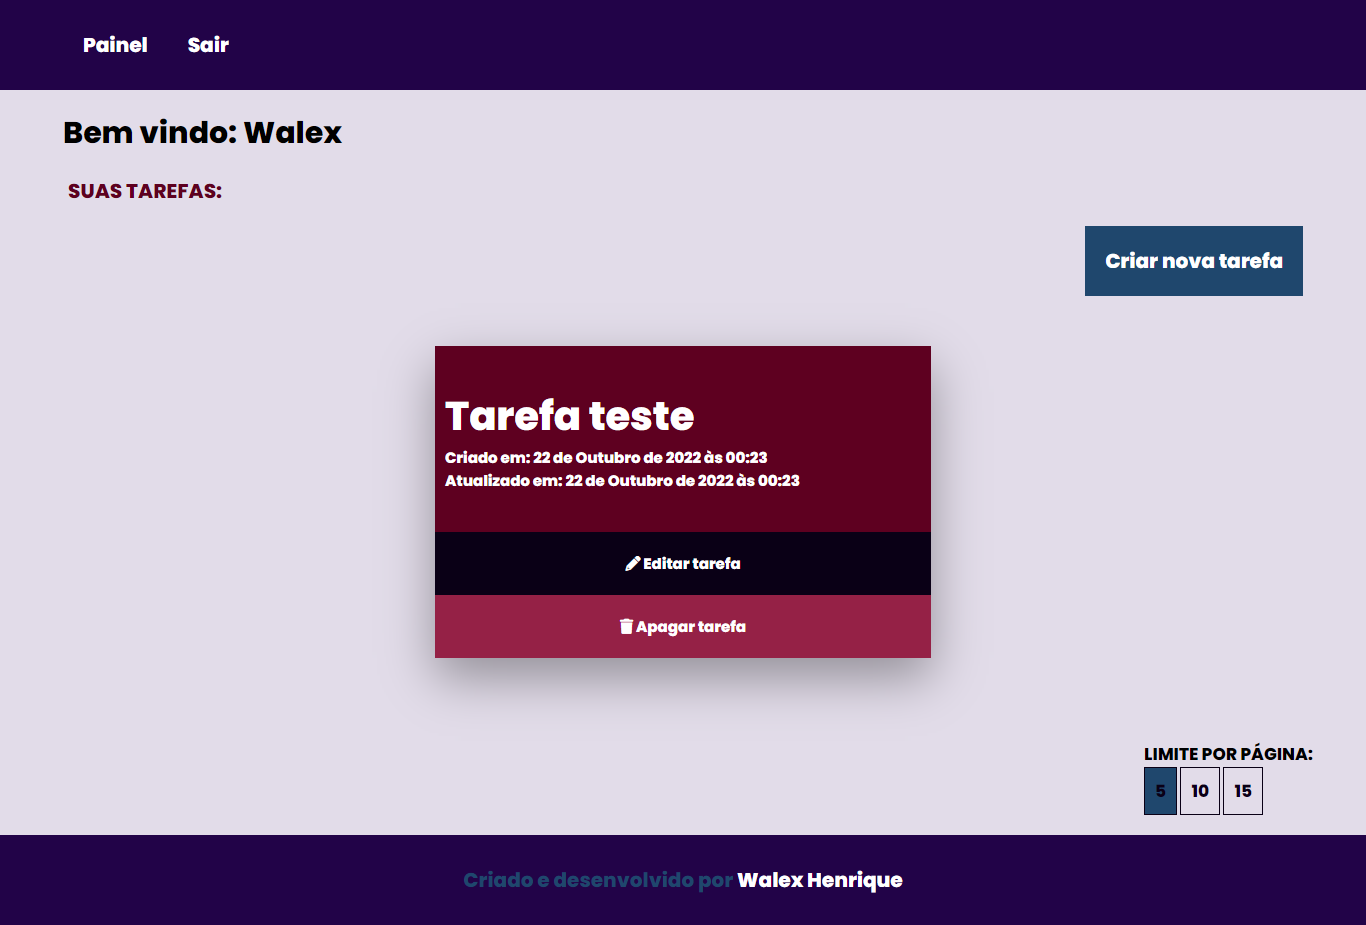 Painel Sair
Bem vindo: Walex
SUAS TAREFAS:
Criar nova tarefa
Tarefa teste
Criado em: 22 de Outubro de 2022 às 00:23
Atualizado em: 22 de Outubro de 2022 às 00:23
Editar tarefa
Apagar tarefa
LIMITE POR PÁGINA:
5 10 15
Criado e desenvolvido por Walex Henrique